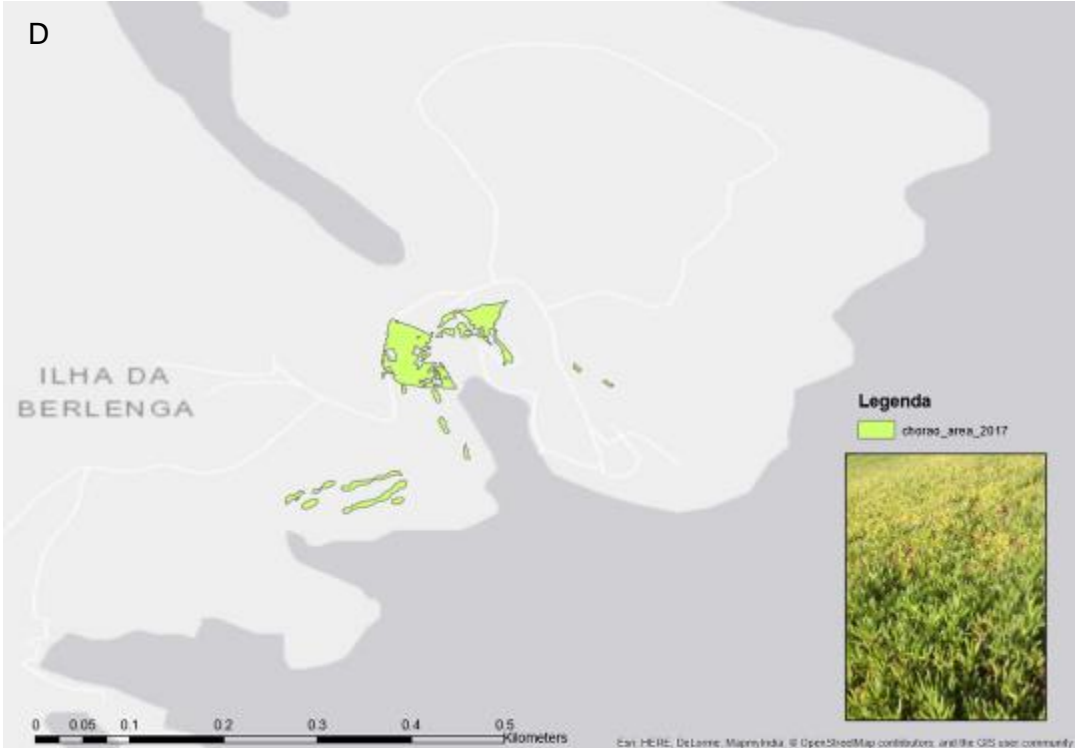 D
ILHA DA
BERLENGA
Legenda
chorao_area_2017
0 0.05 0.1 0.2 0.3 0.4 0.5
Kilometers
Esri, HERE, DeLorme, MapmyIndia, © OpenStreetMap contributors, and the GIS user community